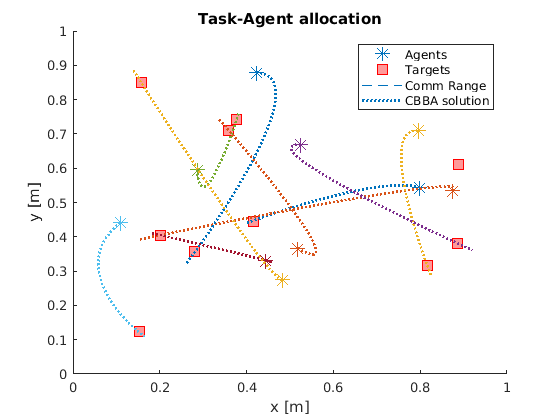 Task-Agent allocation
1
0.9
0.8
0.7
0.6
0.5
0.4
0.3
0.2
0.1
0
y [m]
Agents
Targets
Comm Range
CBBA solution
0 0.2 0.4 0.6 0.8 1
x [m]